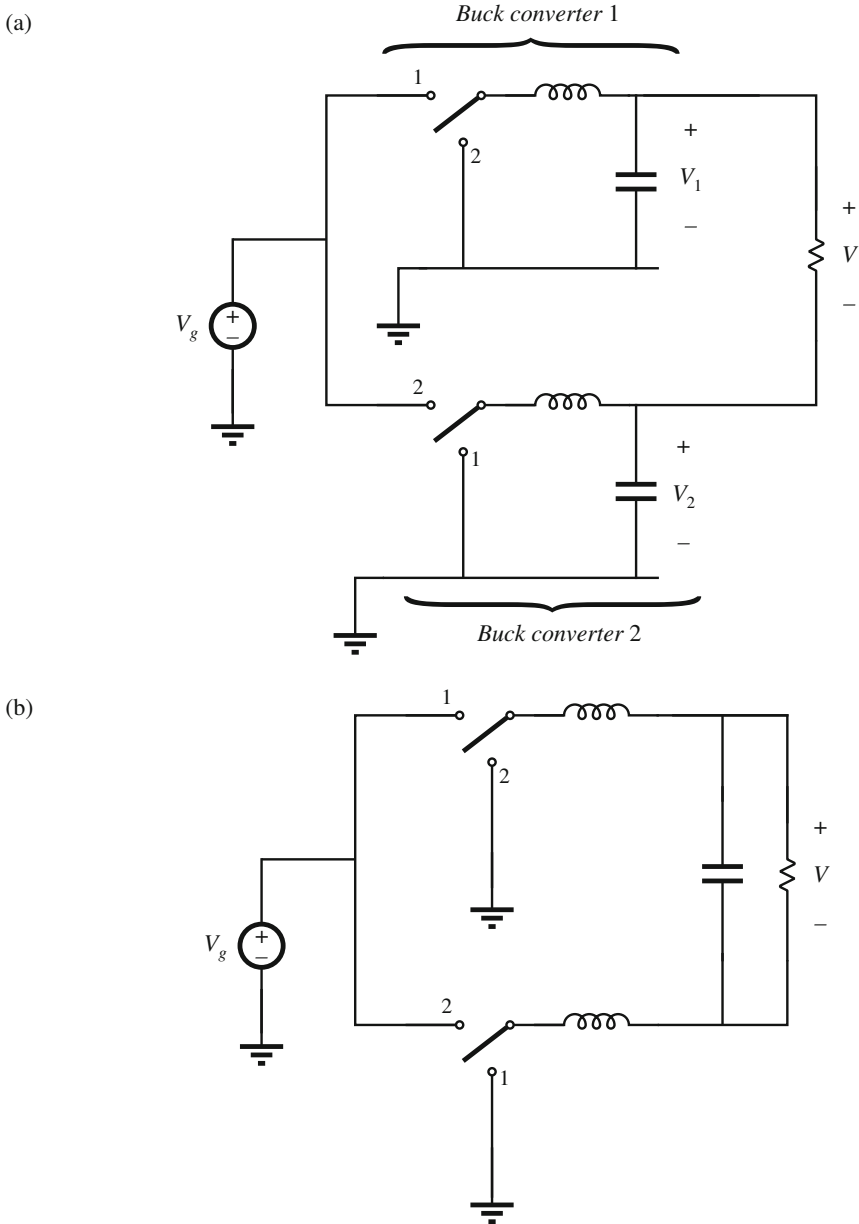 (a)
Buck converter 1
1
2
+
V1
–
+
V
–
Vg
+
–
2
1
+
V2
–
Buck converter 2
(b)
1
2
+
V
–
Vg
+
–
2
1